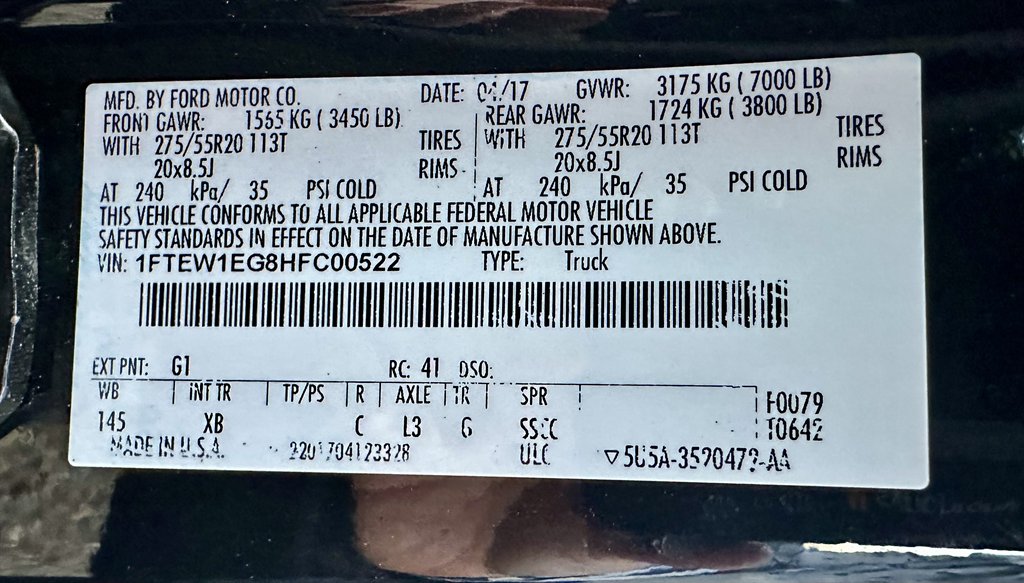 MFD. BY FORD MOTOR CO. DATE: 04/17 GVWR: 3175 KG ( 7000 LB)
FRONT GAWR: 1565 KG ( 3450 LB) REAR GAWR: 1724 KG ( 3800 LB)
WITH 275/55R20 113T TIRES WITH 275/55R20 113T TIRES
20x8.5J RIMS 20x8.5J RIMS
AT 240 kPa/ 35 PSI COLD AT 240 kPa/ 35 PSI COLD
THIS VEHICLE CONFORMS TO ALL APPLICABLE FEDERAL MOTOR VEHICLE
SAFETY STANDARDS IN EFFECT ON THE DATE OF MANUFACTURE SHOWN ABOVE.
VIN: 1FTEW1EG8HFC00522 TYPE: Truck
EXT PNT: G1 RC: 41 DSO:
WB INT TR TP/PS R AXLE TR SPR F0079
145 XB C L3 G T0642
MADE IN U.S.A. ULC